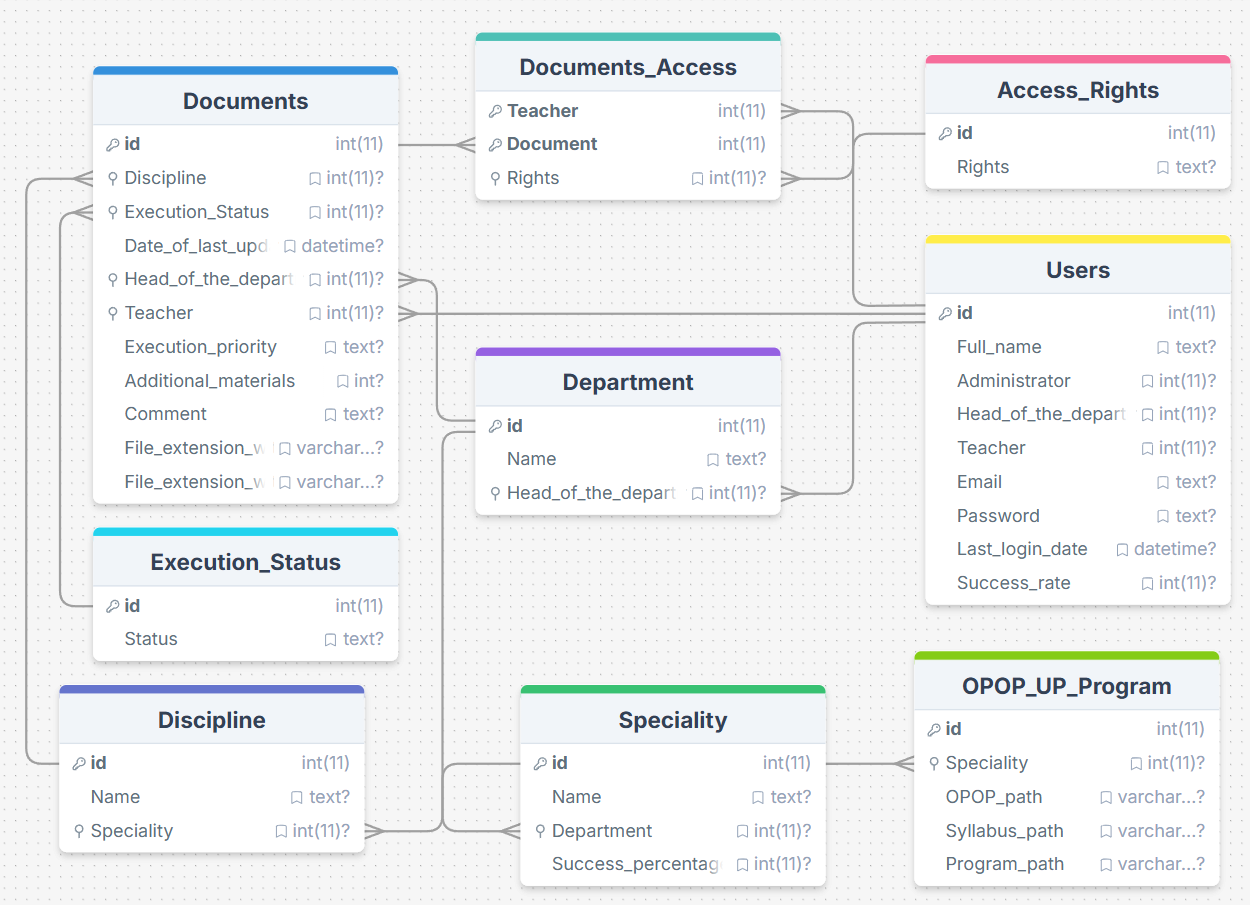 Documents
id int(11)
Discipline int(11)?
Execution_Status int(11)?
Date_of_last_upd datetime?
Head_of_the_depart int(11)?
Teacher int(11)?
Execution_priority text?
Additional_materials int?
Comment text?
File_extension_w varchar...?
File_extension_w varchar...?
Documents_Access
Teacher int(11)
Document int(11)
Rights int(11)?
Access_Rights
id int(11)
Rights text?
Users
id int(11)
Full_name text?
Administrator int(11)?
Head_of_the_depart int(11)?
Teacher int(11)?
Email text?
Password text?
Last_login_date datetime?
Success_rate int(11)?
Department
id int(11)
Name text?
Head_of_the_depart int(11)?
Execution_Status
id int(11)
Status text?
Discipline
id int(11)
Name text?
Speciality int(11)?
Speciality
id int(11)
Name text?
Department int(11)?
Success_percentag int(11)?
OPOP_UP_Program
id int(11)
Speciality int(11)?
OPOP_path varchar...?
Syllabus_path varchar...?
Program_path varchar...?